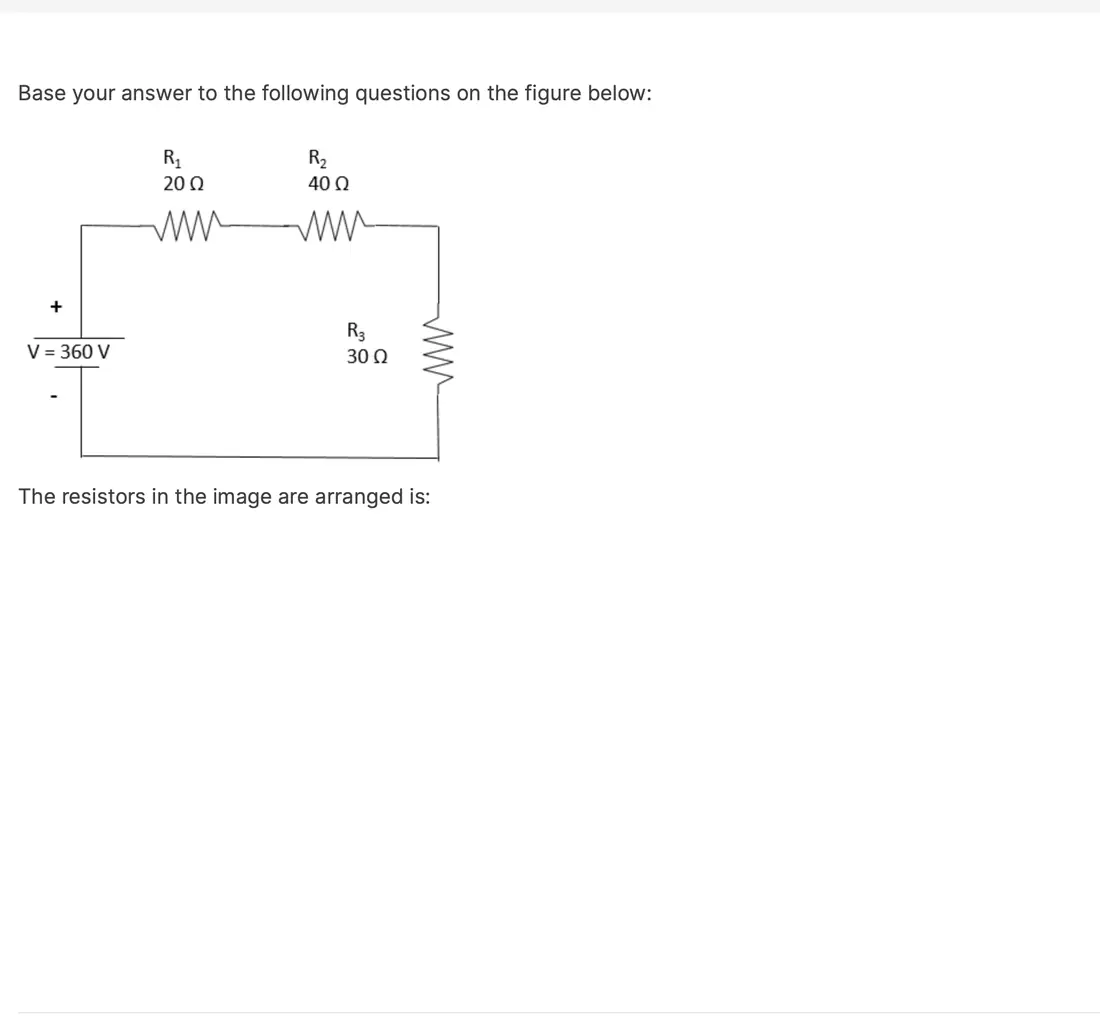 Base your answer to the following questions on the figure below:
R₁
20 Ω
R₂
40 Ω
+
V = 360 V
R₃
30 Ω
-
The resistors in the image are arranged is: